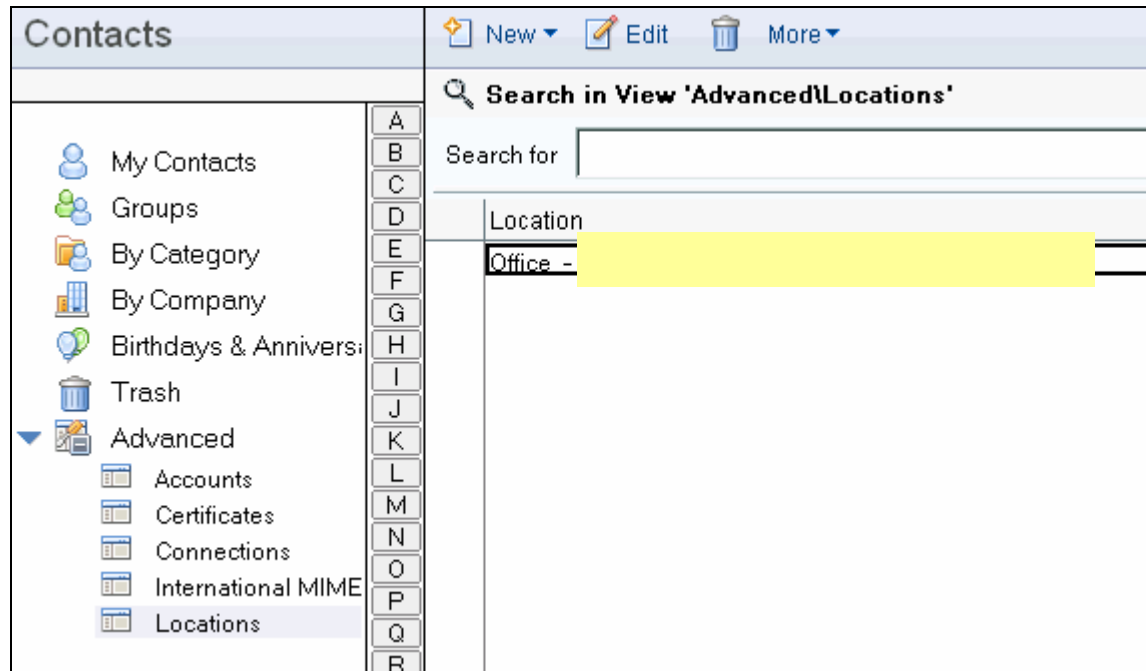 Contacts
My Contacts
Groups
By Category
By Company
Birthdays & Annivers
Trash
Advanced
Accounts
Certificates
Connections
International MIME
Locations
A
B
C
D
E
F
G
H
I
J
K
L
M
N
O
P
Q
R
New Edit More
Search in View 'Advanced\Locations'
Search for
Location
Office -